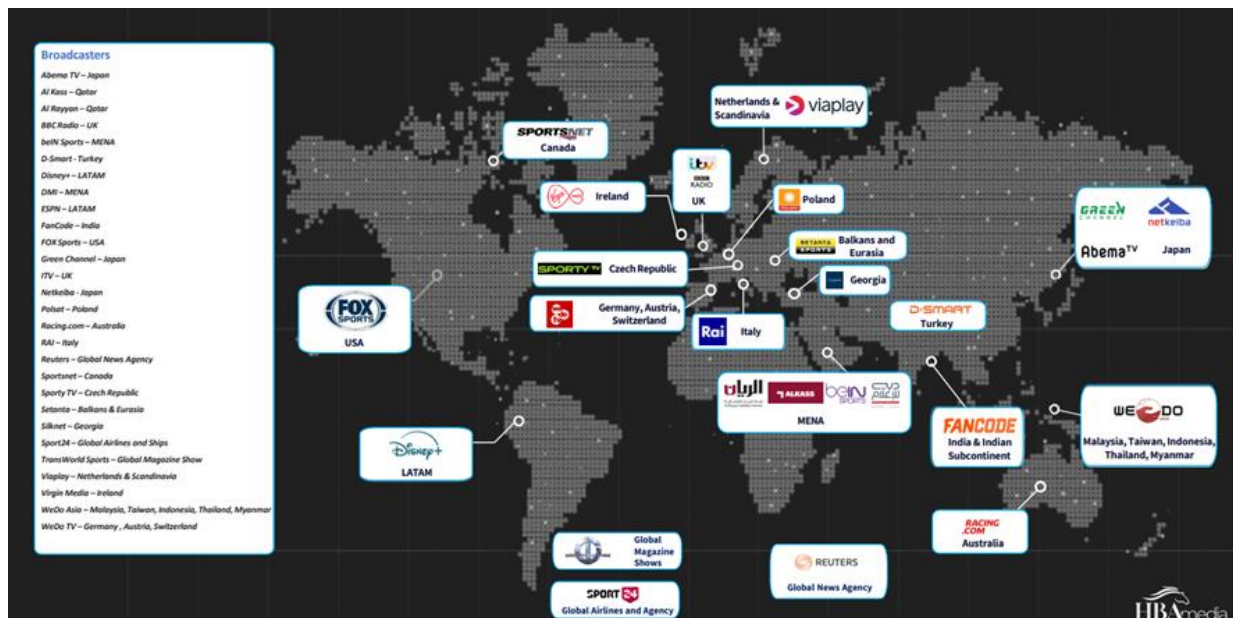 Broadcasters
Abema TV – Japan
Al Kass – Qatar
Al Rayyan – Qatar
BBC Radio – UK
beIN Sports – MENA
D-Smart - Turkey
Disney+ – LATAM
DMI – MENA
ESPN – LATAM
FanCode – India
FOX Sports – USA
Green Channel – Japan
ITV – UK
Netkeiba - Japan
Polsat – Poland
Racing.com – Australia
RAI – Italy
Reuters – Global News Agency
Sportsnet – Canada
Sporty TV – Czech Republic
Setanta – Balkans & Eurasia
Silknet – Georgia
Sport24 – Global Airlines and Ships
TransWorld Sports – Global Magazine Show
Viaplay – Netherlands & Scandinavia
Virgin Media – Ireland
WeDo Asia – Malaysia, Taiwan, Indonesia, Thailand, Myanmar
WeDo TV – Germany , Austria, Switzerland
Netherlands &
Scandinavia
viaplay
SPORTSNET
Canada
itv
BBC
RADIO
UK
Virgin
Ireland
Poland
GREEN
CHANNEL
netkeiba
AbemaTV
Japan
SETANTA
SPORTS
Balkans and
Eurasia
SPORTY TV
Czech Republic
Georgia
FOX
SPORTS
USA
Germany, Austria,
Switzerland
Rai
Italy
D-SMART
Turkey
الريان
ALKASS
beIN
SPORTS
MENA
FANCODE
India & Indian
Subcontinent
WEDO
Malaysia, Taiwan, Indonesia,
Thailand, Myanmar
Disney+
LATAM
RACING
.COM
Australia
Global
Magazine
Shows
REUTERS
Global News Agency
SPORT 24
Global Airlines and Agency
HBAmedia